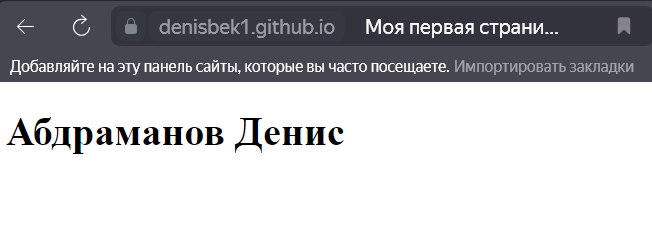 denisbek1.github.io Моя первая страни...
Добавляйте на эту панель сайты, которые вы часто посещаете. Импортировать закладки
Абдраманов Денис